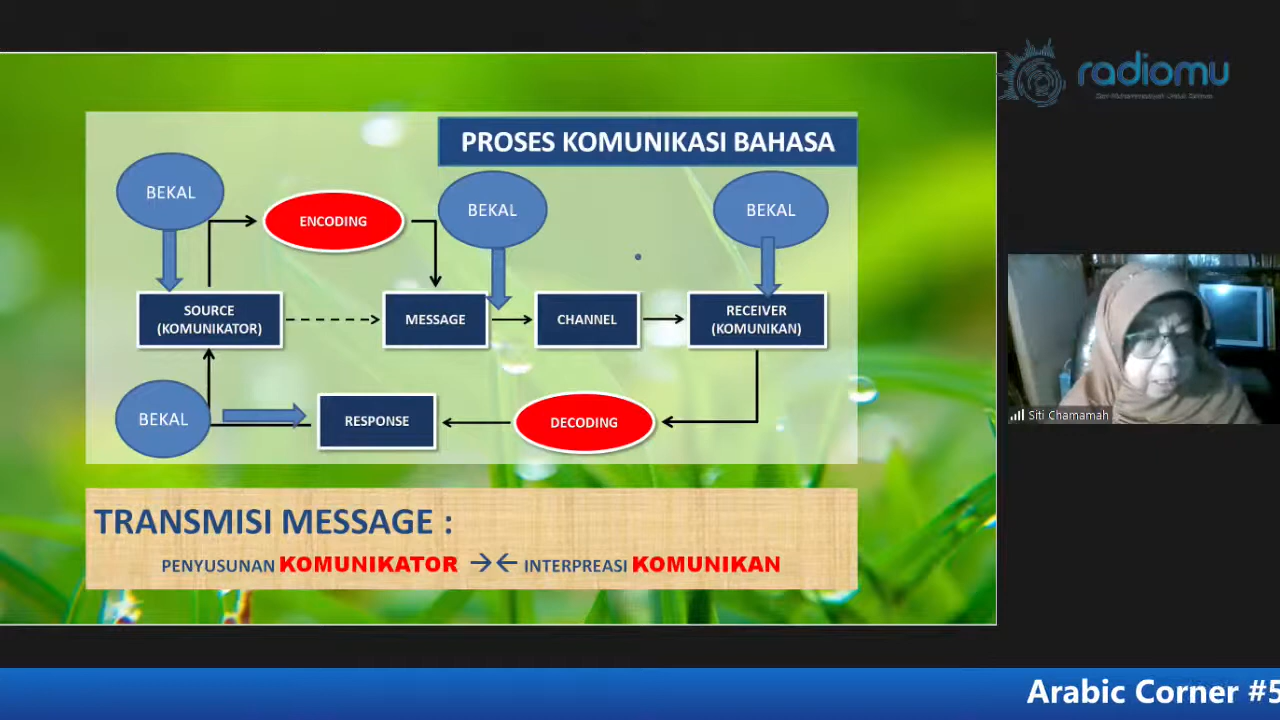 radiomu
PROSES KOMUNIKASI BAHASA
BEKAL
ENCODING
BEKAL
BEKAL
SOURCE
(KOMUNIKATOR)
MESSAGE
CHANNEL
RECEIVER
(KOMUNIKAN)
BEKAL
RESPONSE
DECODING
Siti Chamamah
TRANSMISI MESSAGE :
PENYUSUNAN KOMUNIKATOR →← INTERPREASI KOMUNIKAN
Arabic Corner #5